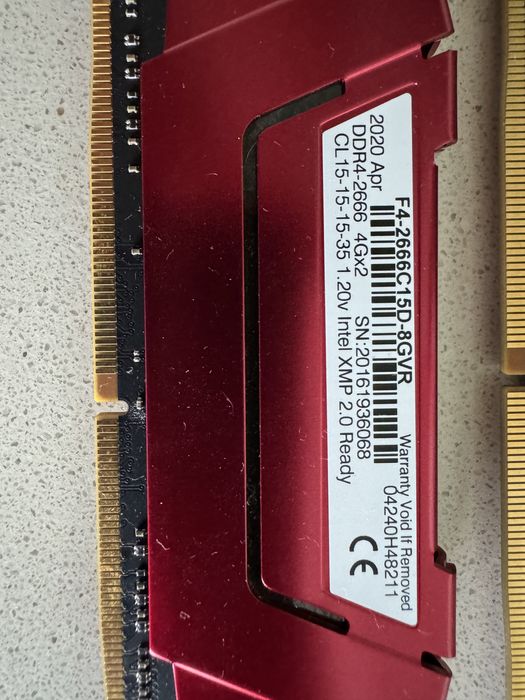 F4-2666C15D-8GVR
Warranty Void If Removed
04240H48211
2020 Apr
DDR4-2666 4Gx2 SN:20161936068
CL15-15-15-35 1.20v Intel XMP 2.0 Ready
CE